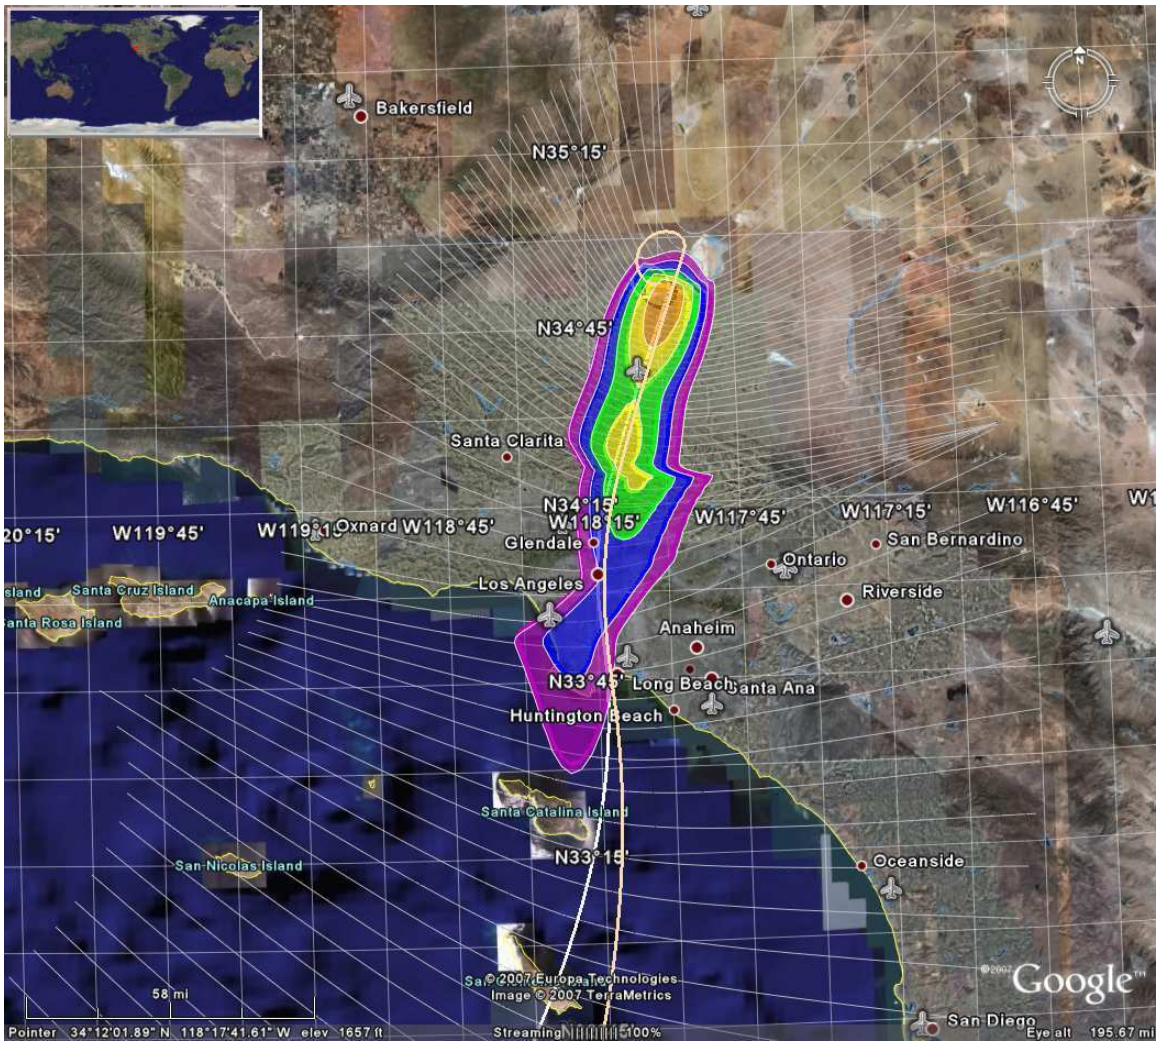 Bakersfield
N35°15'
N34°45'
Santa Clarita
N34°15'
W118°15'
W119°45'
Oxnard
W118°45'
W117°45'
W117°15'
W116°45'
20°15'
Glendale
San Bernardino
Ontario
Los Angeles
Santa Cruz Island
Anacapa Island
Riverside
Santa Rosa Island
Anaheim
N33°45'
Long Beach
Santa Ana
Huntington Beach
Santa Catalina Island
N33°15'
San Nicolas Island
Oceanside
© 2007 Europa Technologies
Image © 2007 TerraMetrics
©2007 Google™
58 mi
San Diego
Pointer 34°12'01.89" N 118°17'41.61" W elev 1657 ft
Streaming |||||||||| 100%
Eye alt 195.67 mi